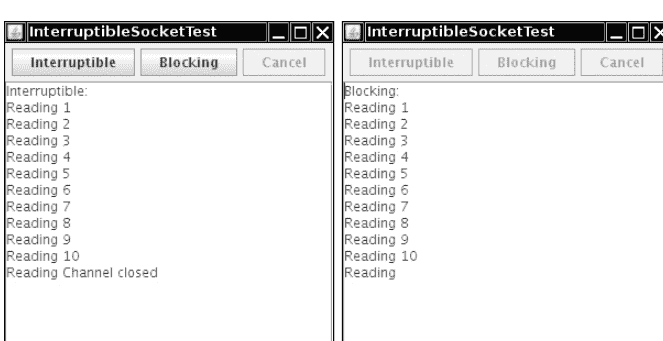 InterruptibleSocketTest
Interruptible Blocking Cancel
Interruptible:
Reading 1
Reading 2
Reading 3
Reading 4
Reading 5
Reading 6
Reading 7
Reading 8
Reading 9
Reading 10
Reading Channel closed
InterruptibleSocketTest
Interruptible Blocking Cancel
Blocking:
Reading 1
Reading 2
Reading 3
Reading 4
Reading 5
Reading 6
Reading 7
Reading 8
Reading 9
Reading 10
Reading